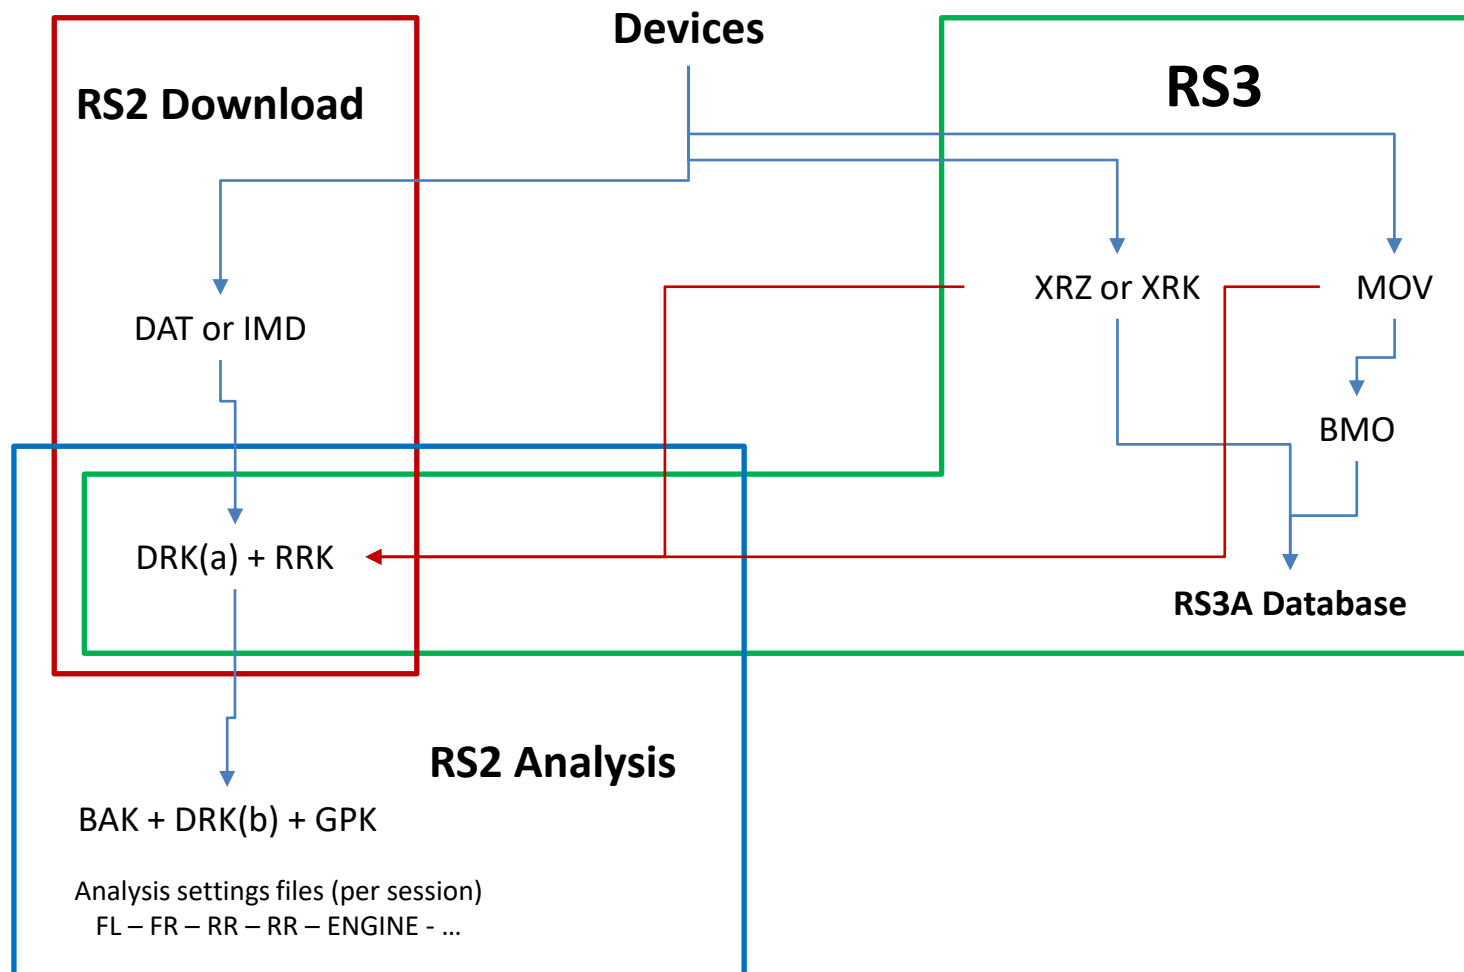 Devices
RS2 Download
RS3
XRZ or XRK
MOV
DAT or IMD
BMO
DRK(a) + RRK
RS3A Database
RS2 Analysis
BAK + DRK(b) + GPK
Analysis settings files (per session)
FL – FR – RR – RR – ENGINE - ...